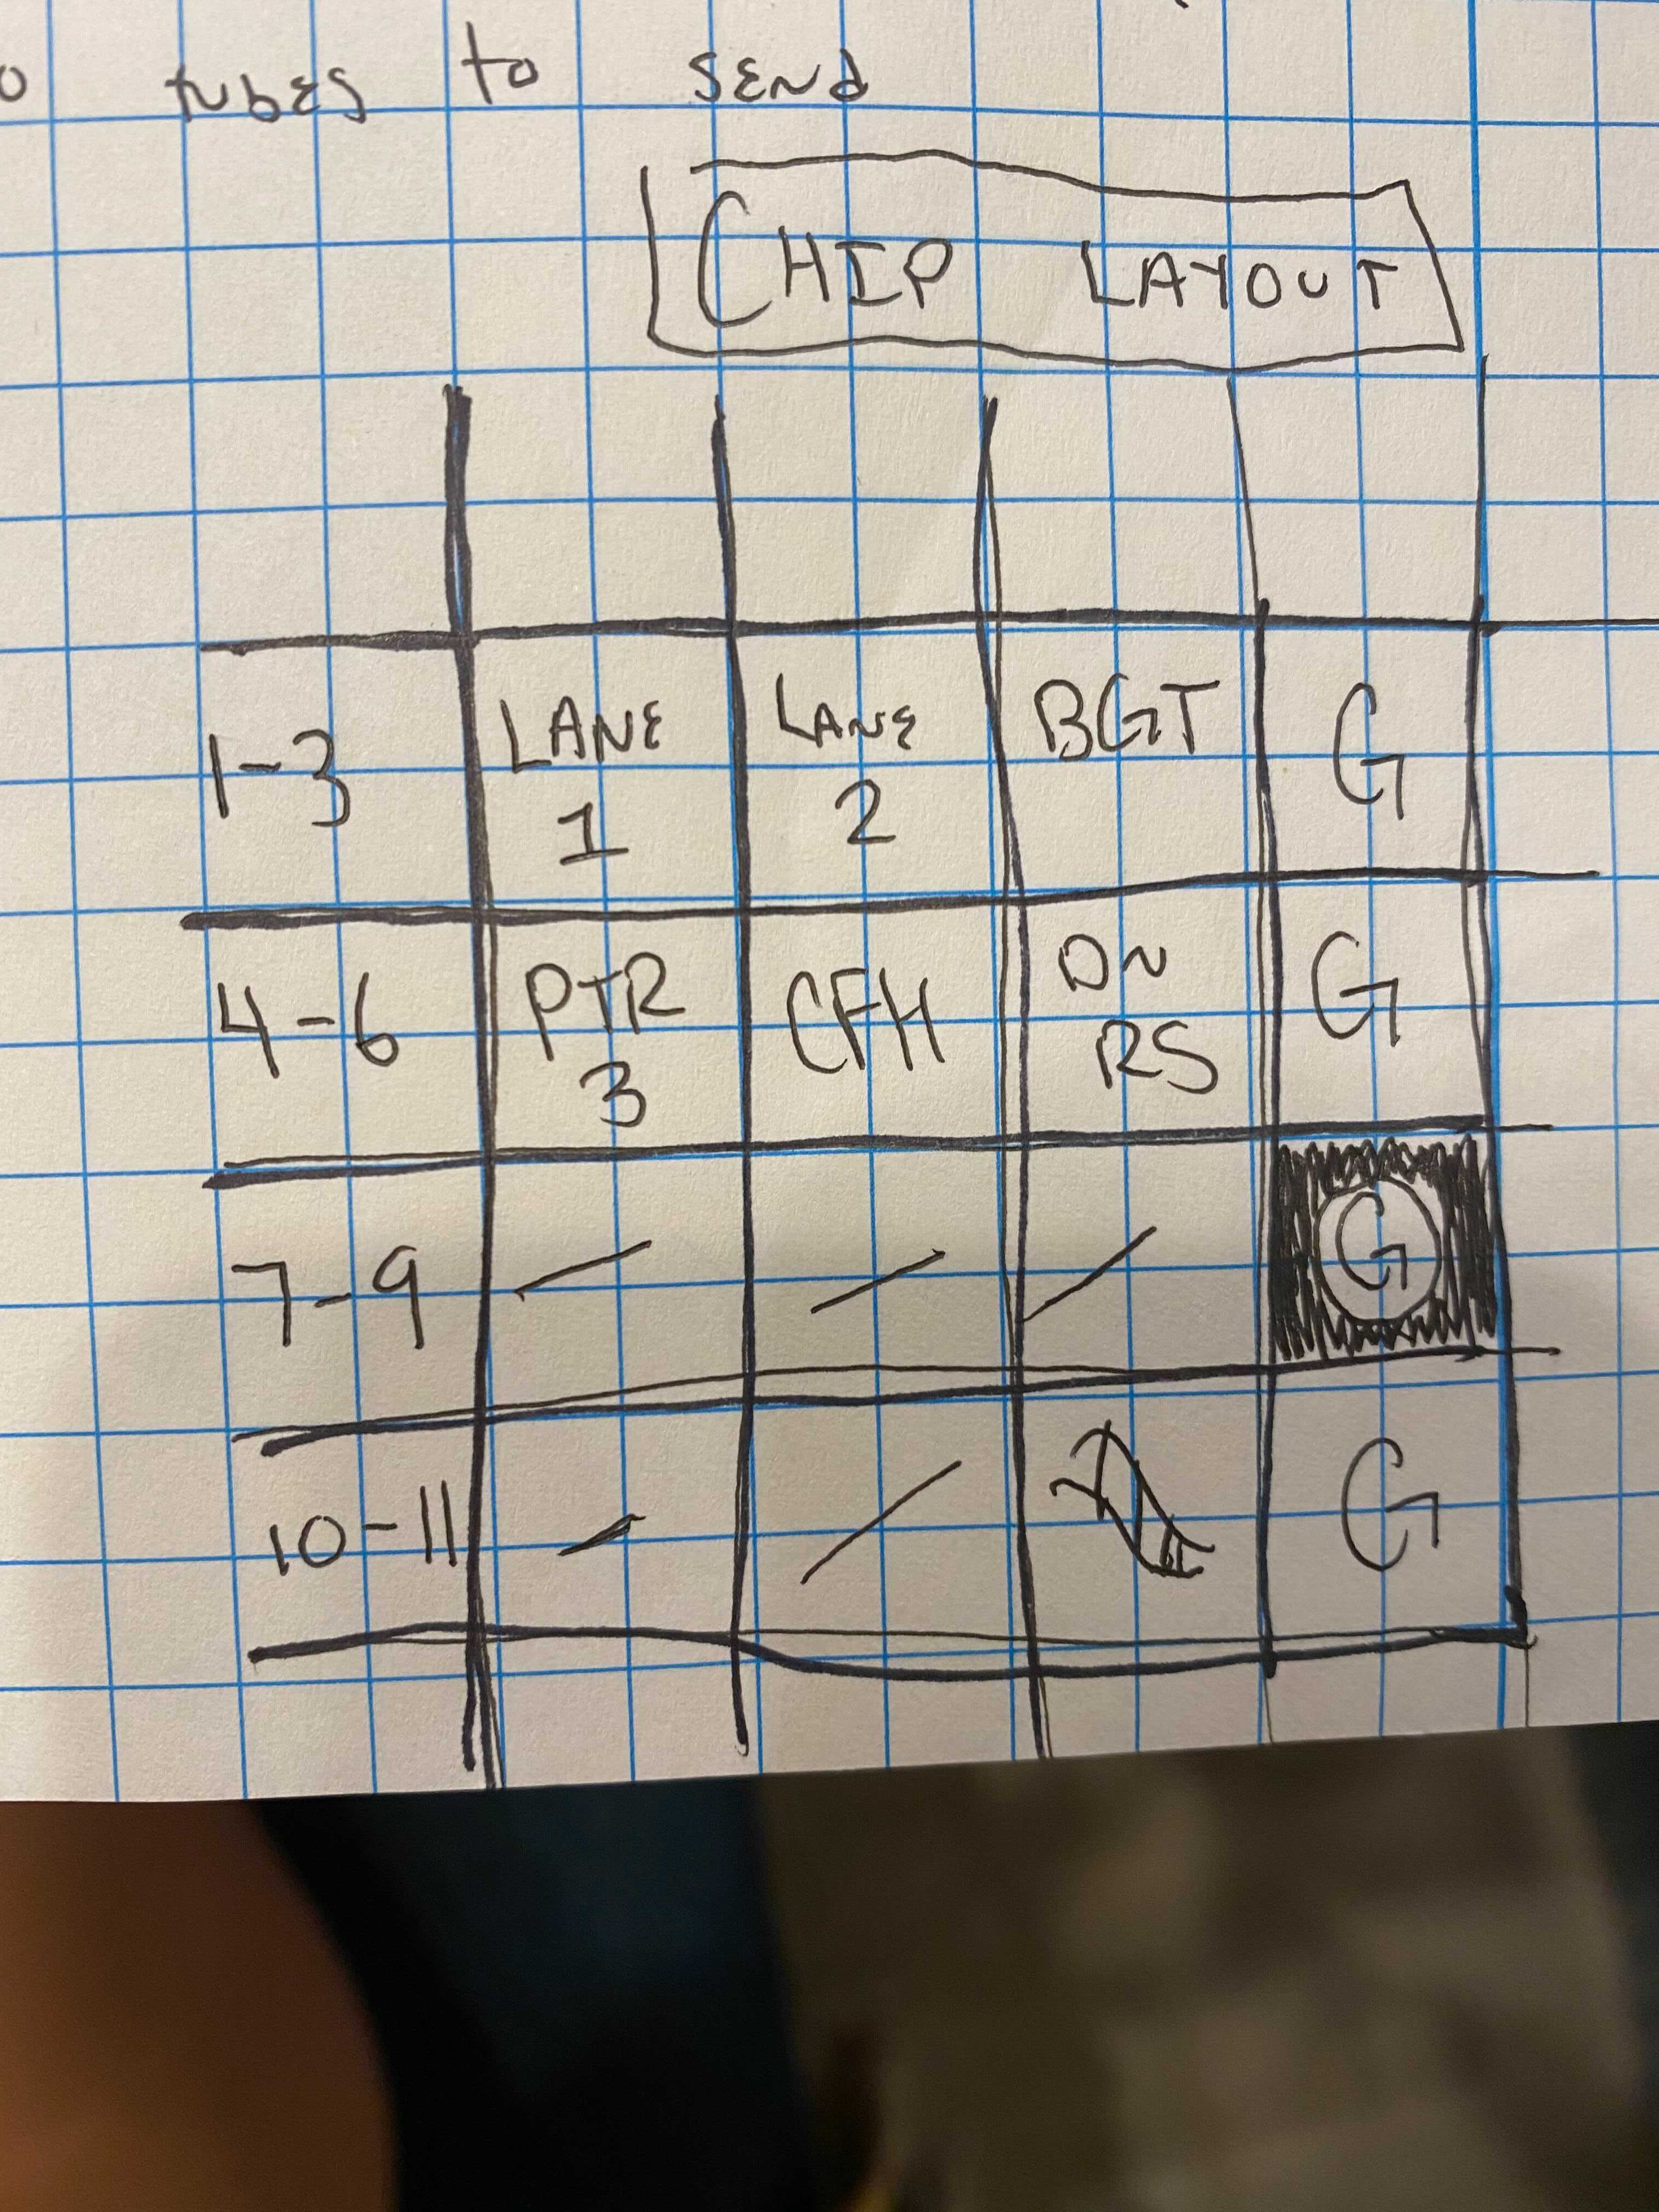 tubes to send
CHIP LAYOUT
1-3 LANE 1 LANE 2 BGT G
4-6 PTR 3 CFH ON RS G
7-9 / / / G
10-11 / / G